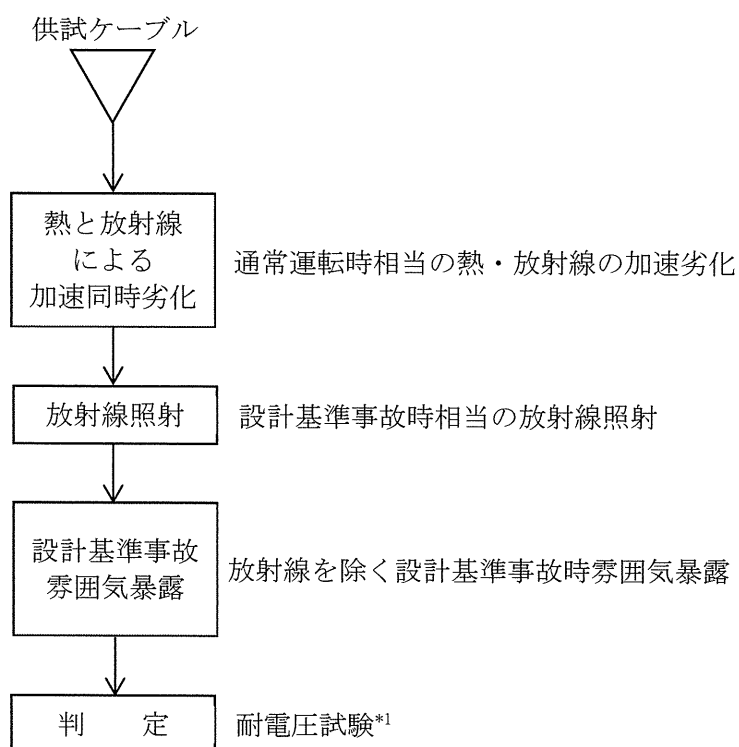 供試ケーブル
熱と放射線
による
加速同時劣化
通常運転時相当の熱・放射線の加速劣化
放射線照射
設計基準事故時相当の放射線照射
設計基準事故
雰囲気暴露
放射線を除く設計基準事故時雰囲気暴露
判　　定
耐電圧試験*1